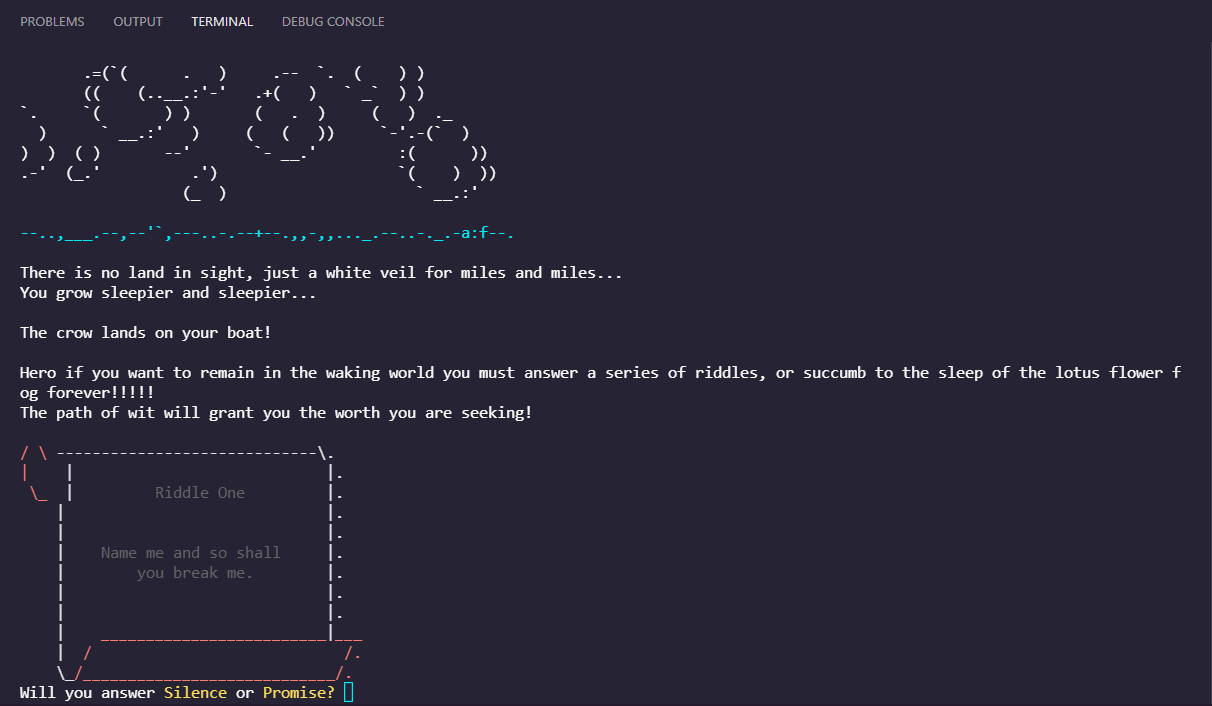 PROBLEMS OUTPUT TERMINAL DEBUG CONSOLE
There is no land in sight, just a white veil for miles and miles...
You grow sleepier and sleepier...
The crow lands on your boat!
Hero if you want to remain in the waking world you must answer a series of riddles, or succumb to the sleep of the lotus flower f
og forever!!!!!
The path of wit will grant you the worth you are seeking!
Riddle One
Name me and so shall
you break me.
Will you answer Silence or Promise?